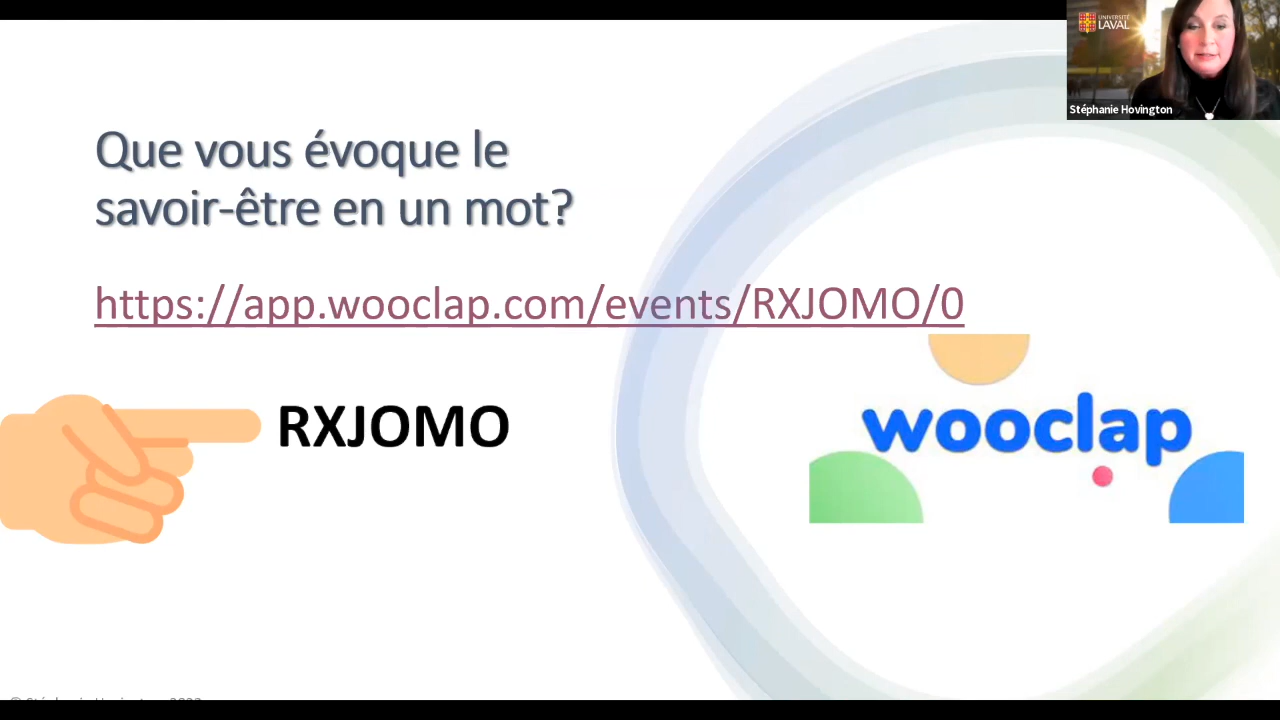 UNIVERSITÉ
LAVAL
Stéphanie Hovington
Que vous évoque le
savoir-être en un mot?
https://app.wooclap.com/events/RXJOMO/0
RXJOMO
wooclap